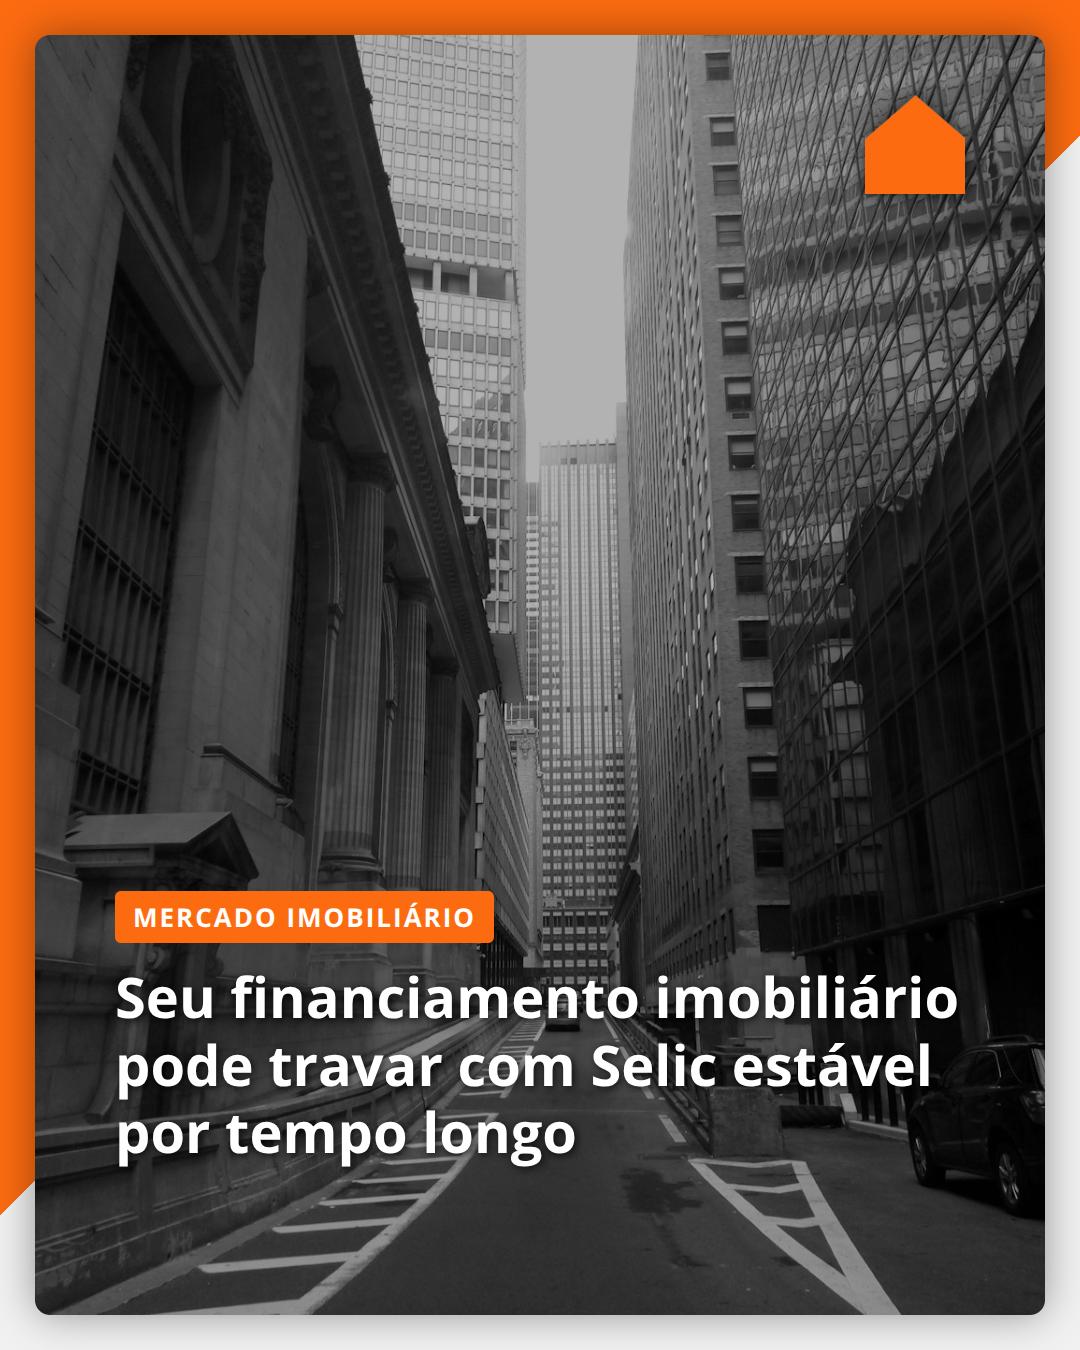 MERCADO IMOBILIÁRIO
Seu financiamento imobiliário
pode travar com Selic estável
por tempo longo